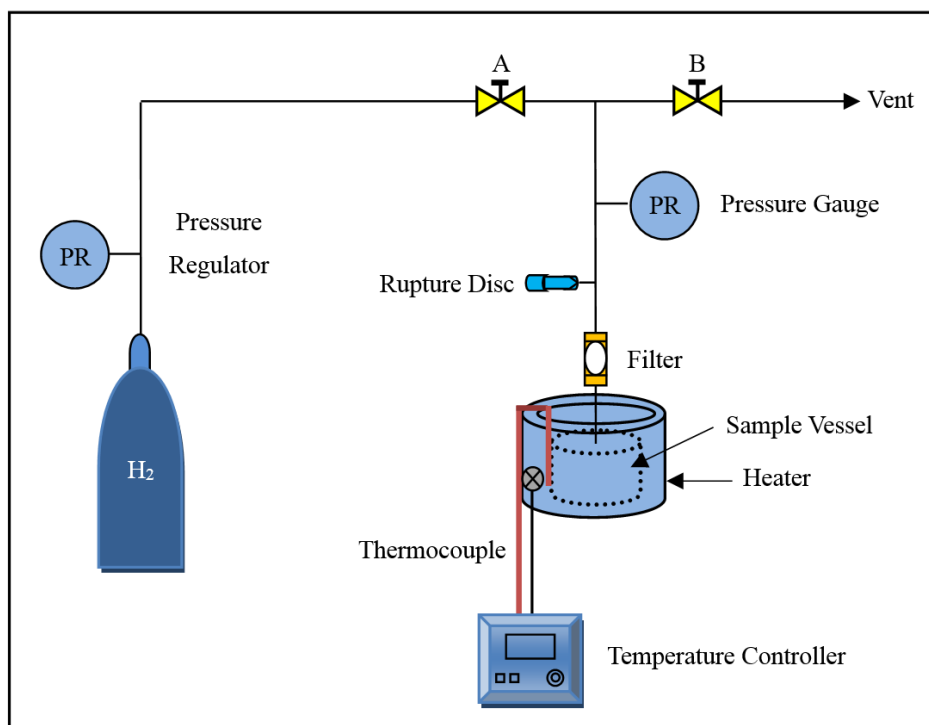 A
B
Vent
PR
Pressure Gauge
Pressure
Regulator
PR
Rupture Disc
Filter
Sample Vessel
Heater
H₂
Thermocouple
Temperature Controller